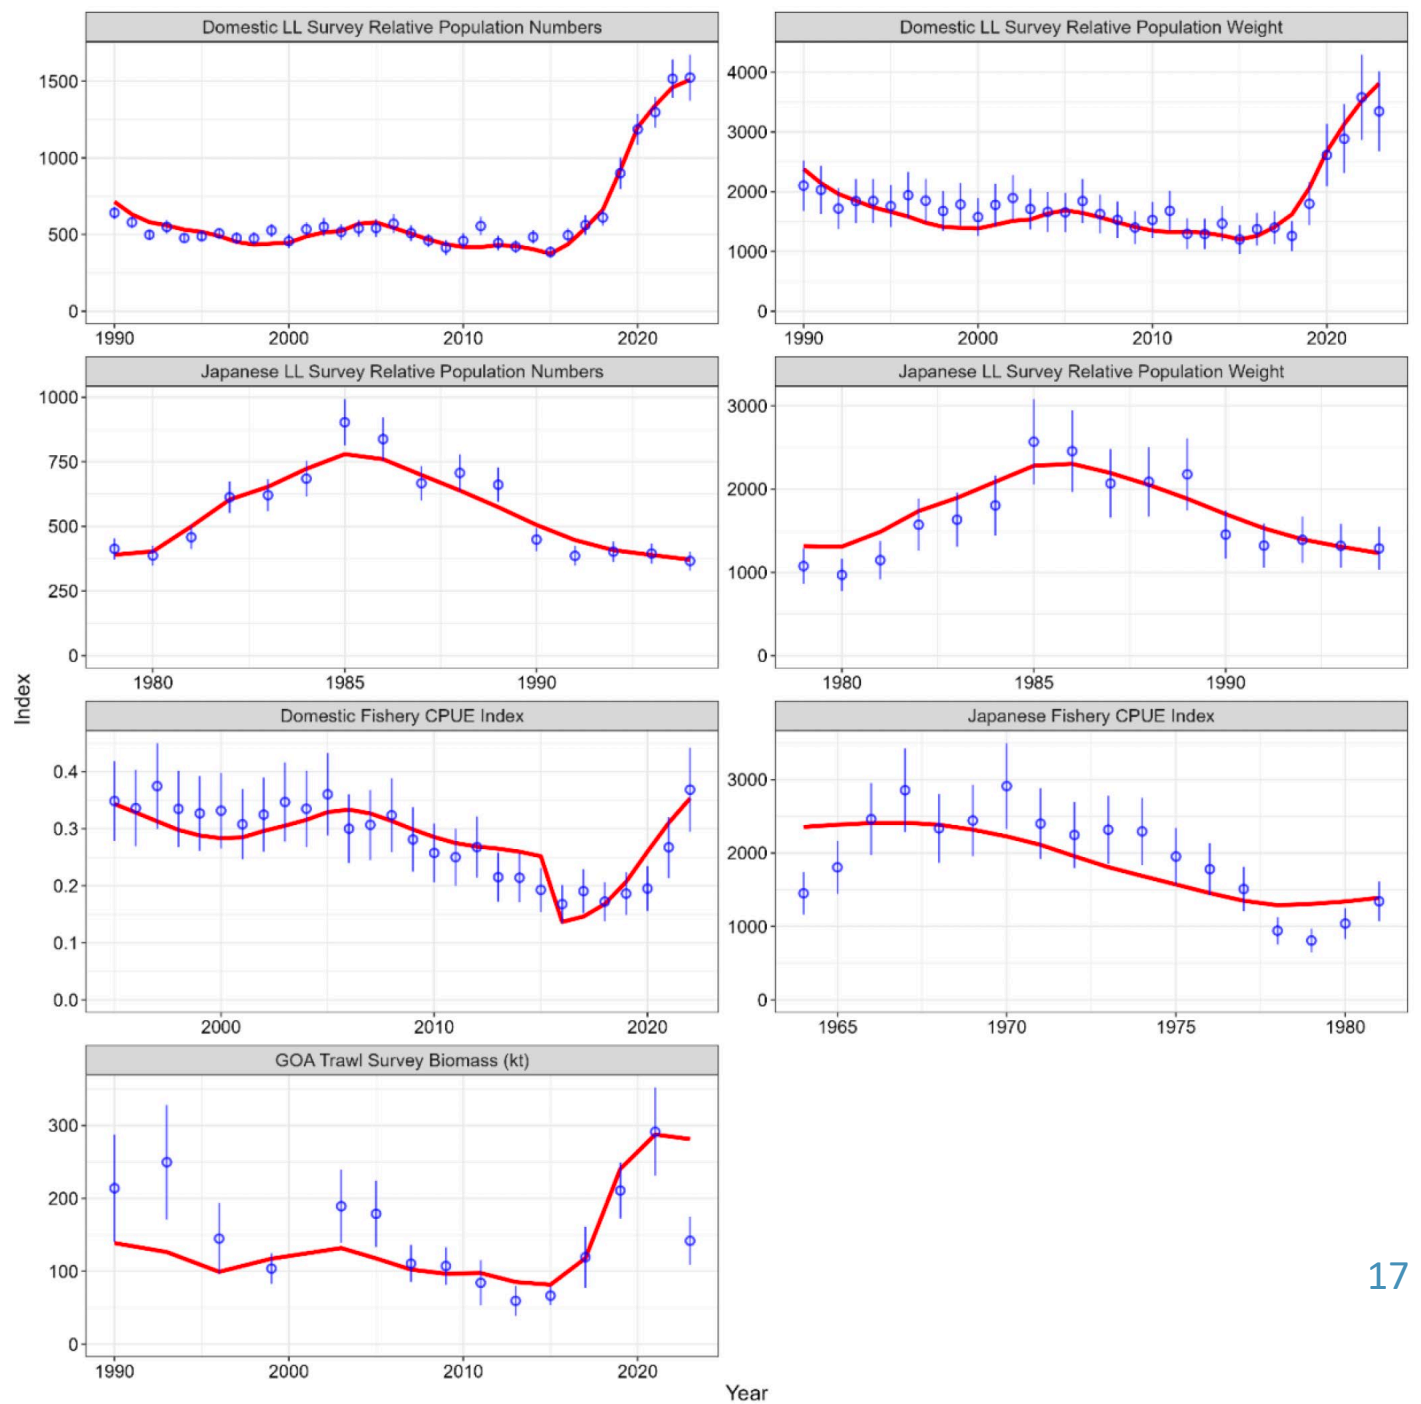 Domestic LL Survey Relative Population Numbers
1500
1000
500
0
1990 2000 2010 2020
Domestic LL Survey Relative Population Weight
4000
3000
2000
1000
0
1990 2000 2010 2020
Japanese LL Survey Relative Population Numbers
1000
750
500
250
0
1980 1985 1990
Japanese LL Survey Relative Population Weight
3000
2000
1000
0
1980 1985 1990
Index
Domestic Fishery CPUE Index
0.4
0.3
0.2
0.1
0.0
2000 2010 2020
Japanese Fishery CPUE Index
3000
2000
1000
0
1965 1970 1975 1980
GOA Trawl Survey Biomass (kt)
300
200
100
0
1990 2000 2010 2020
Year
17